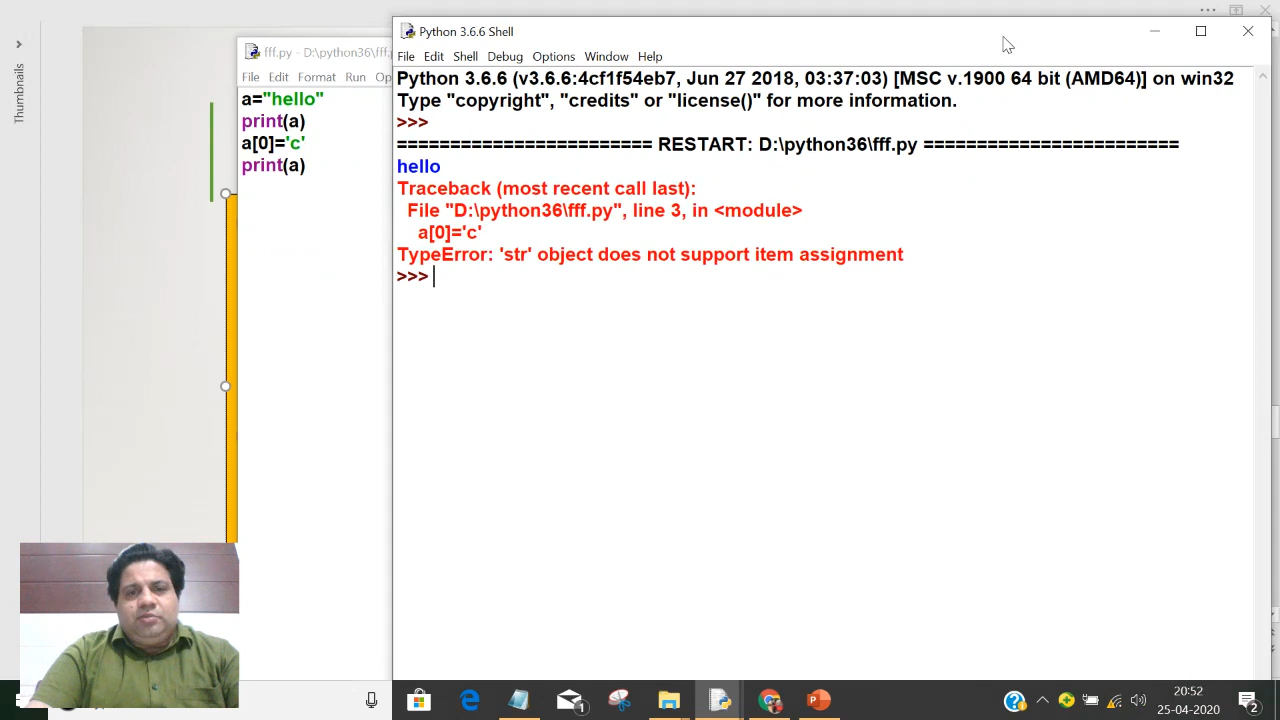 Thumbnails
fff.py - D:\python36\fff.
File Edit Format Run Op
a="hello"
print(a)
a[0]='c'
print(a)
Python 3.6.6 Shell
File Edit Shell Debug Options Window Help
Python 3.6.6 (v3.6.6:4cf1f54eb7, Jun 27 2018, 03:37:03) [MSC v.1900 64 bit (AMD64)] on win32
Type "copyright", "credits" or "license()" for more information.
>>>
======================== RESTART: D:\python36\fff.py ========================
hello
Traceback (most recent call last):
  File "D:\python36\fff.py", line 3, in <module>
    a[0]='c'
TypeError: 'str' object does not support item assignment
>>>
20:52
25-04-2020
1
2